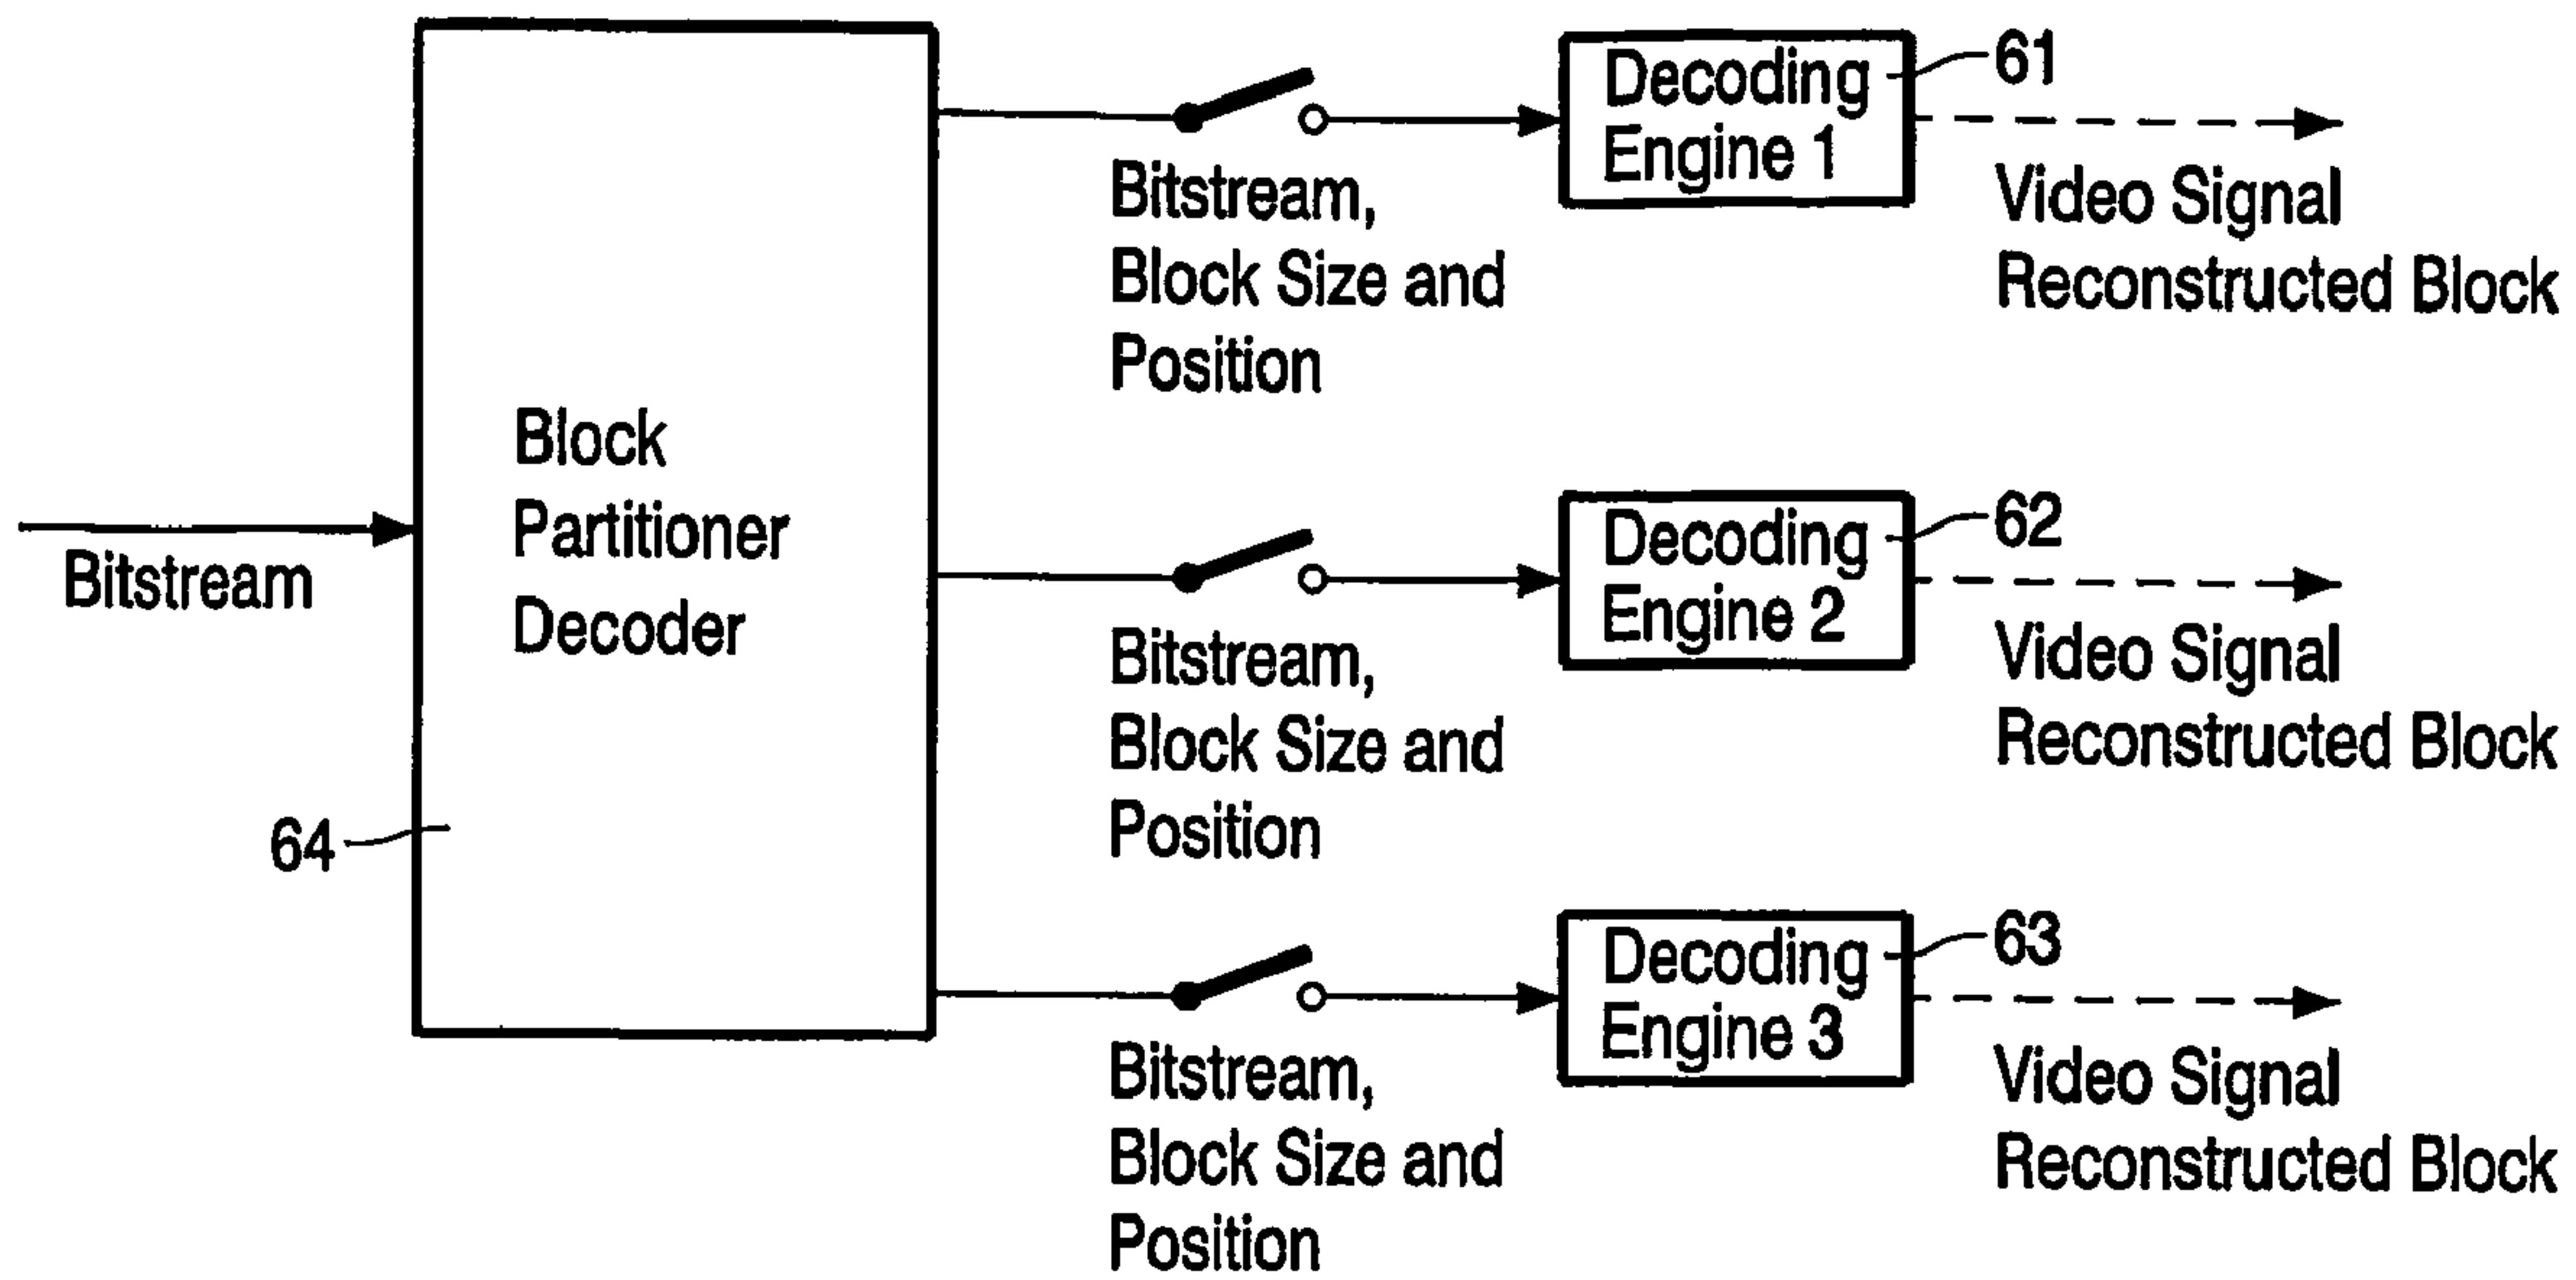 Bitstream
Block
Partitioner
Decoder
64
Bitstream,
Block Size and
Position
Decoding
Engine 1
61
Video Signal
Reconstructed Block
Bitstream,
Block Size and
Position
Decoding
Engine 2
62
Video Signal
Reconstructed Block
Bitstream,
Block Size and
Position
Decoding
Engine 3
63
Video Signal
Reconstructed Block